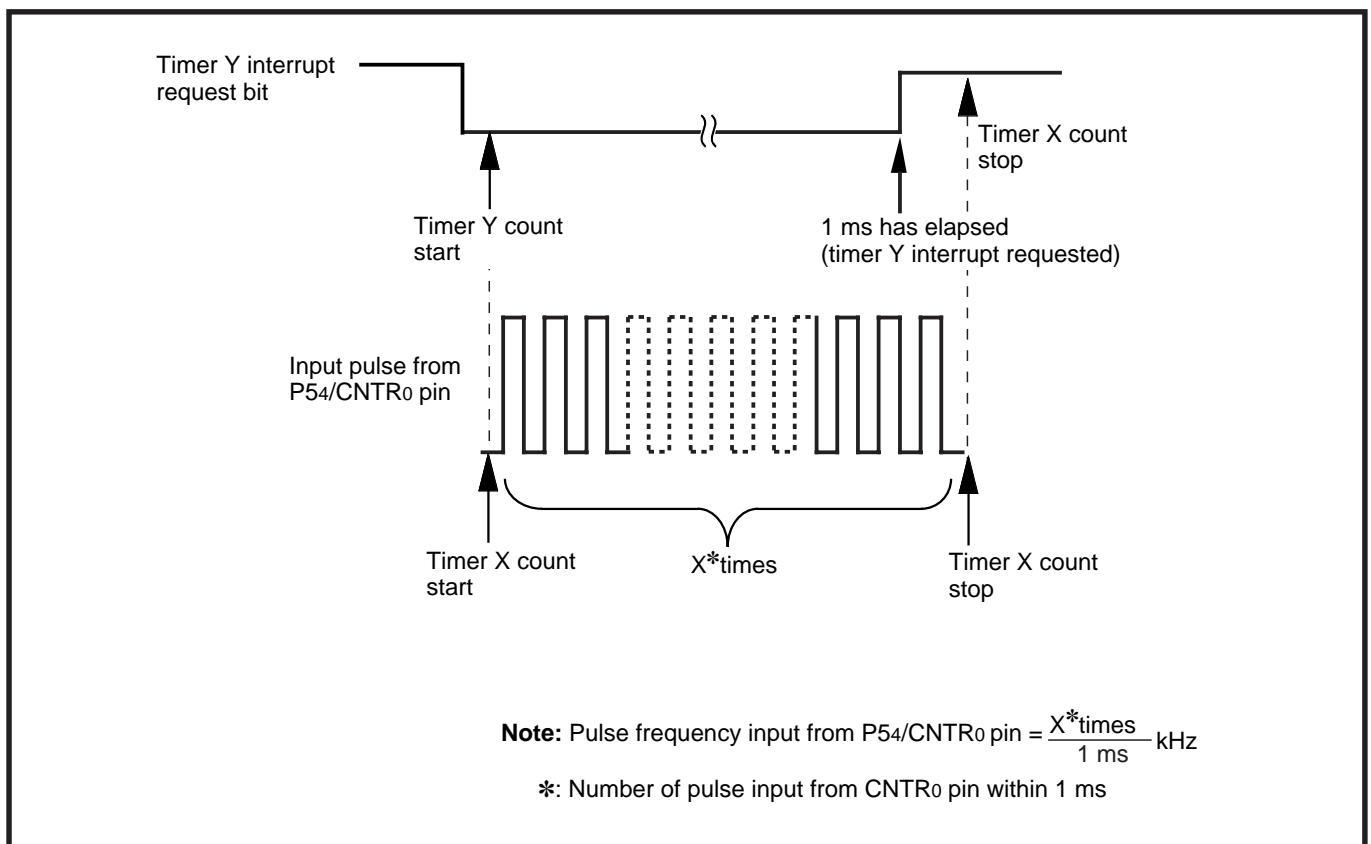 Timer Y interrupt
request bit
Timer X count
stop
Timer Y count
start
1 ms has elapsed
(timer Y interrupt requested)
Input pulse from
P54/CNTR0 pin
Timer X count
start
X*times
Timer X count
stop
Note: Pulse frequency input from P54/CNTR0 pin = X*times / 1 ms kHz
*: Number of pulse input from CNTR0 pin within 1 ms